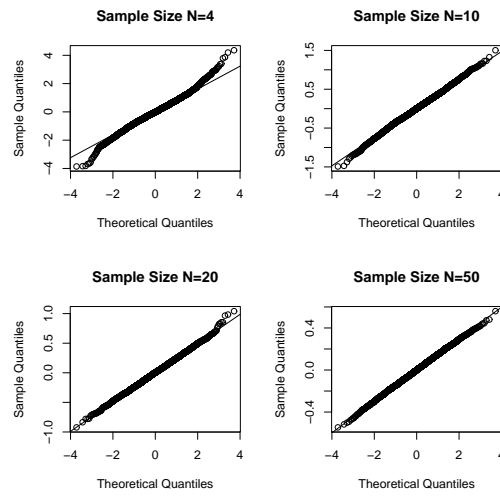 Sample Size N=4
Sample Quantiles
−4 −2 0 2 4
−4 −2 0 2 4
Theoretical Quantiles
Sample Size N=10
Sample Quantiles
−1.5 −0.5 0.5 1.5
−4 −2 0 2 4
Theoretical Quantiles
Sample Size N=20
Sample Quantiles
−1.0 0.0 0.5 1.0
−4 −2 0 2 4
Theoretical Quantiles
Sample Size N=50
Sample Quantiles
−0.4 0.0 0.4
−4 −2 0 2 4
Theoretical Quantiles